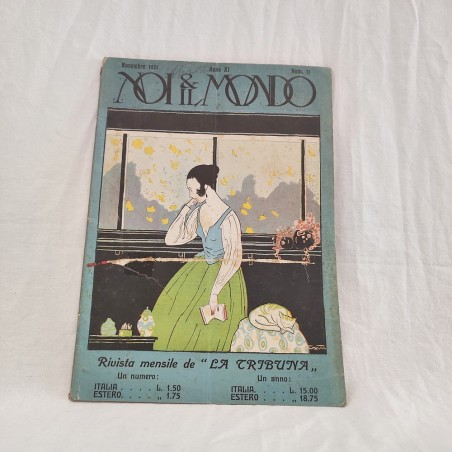 Novembre 1921 Anno XI Num. 11
NOI & IL MONDO
Rivista mensile de "LA TRIBUNA„
Un numero: Un anno:
ITALIA . . . . L. 1.50 ITALIA. . . . L. 15.00
ESTERO. . . . „ 1.75 ESTERO. . . „ 18.75